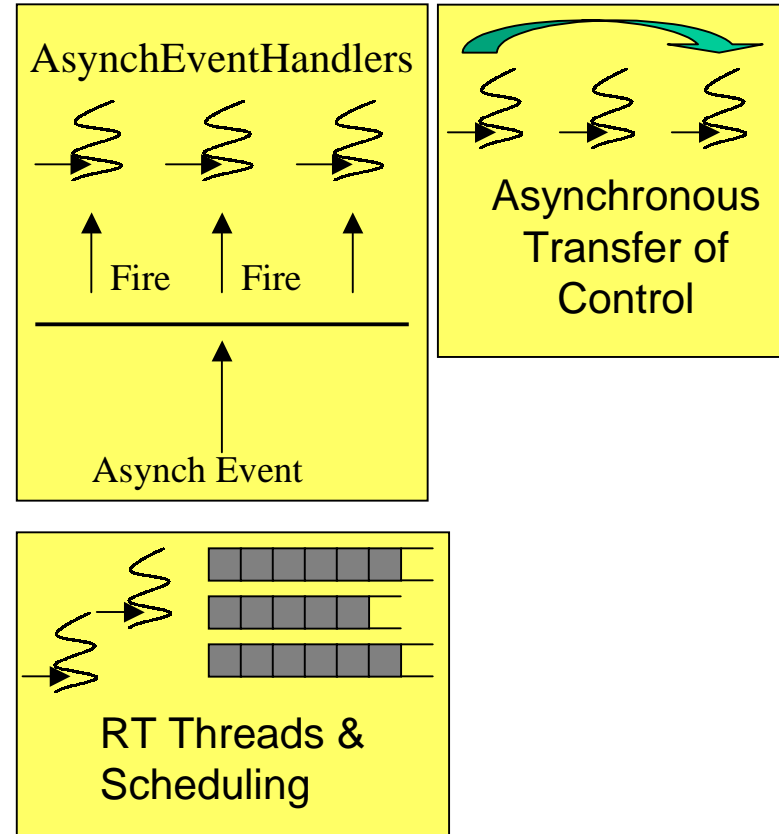 AsynchEventHandlers
Fire Fire
Asynch Event
Asynchronous
Transfer of
Control
RT Threads &
Scheduling